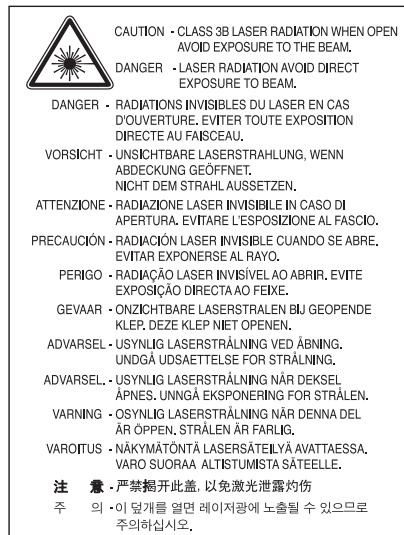 CAUTION - CLASS 3B LASER RADIATION WHEN OPEN
AVOID EXPOSURE TO THE BEAM.
DANGER - LASER RADIATION AVOID DIRECT
EXPOSURE TO BEAM.
DANGER - RADIATIONS INVISIBLES DU LASER EN CAS
D'OUVERTURE. EVITER TOUTE EXPOSITION
DIRECTE AU FAISCEAU.
VORSICHT - UNSICHTBARE LASERSTRAHLUNG, WENN
ABDECKUNG GEÖFFNET.
NICHT DEM STRAHL AUSSETZEN.
ATTENZIONE - RADIAZIONE LASER INVISIBILE IN CASO DI
APERTURA. EVITARE L'ESPOSIZIONE AL FASCIO.
PRECAUCIÓN - RADIACIÓN LASER INVISIBLE CUANDO SE ABRE.
EVITAR EXPONERSE AL RAYO.
PERIGO - RADIAÇÃO LASER INVISÍVEL AO ABRIR. EVITE
EXPOSIÇÃO DIRECTA AO FEIXE.
GEVAAR - ONZICHTBARE LASERSTRALEN BIJ GEOPENDE
KLEP. DEZE KLEP NIET OPENEN.
ADVARSEL - USYNLIG LASERSTRÅLNING VED ÅBNING.
UNDGÅ UDSAETTELSE FOR STRÅLNING.
ADVARSEL. - USYNLIG LASERSTRÅLNING NÅR DEKSEL
ÅPNES. UNNGÅ EKSPONERING FOR STRÅLEN.
VARNING - OSYNLIG LASERSTRÅLNING NÄR DENNA DEL
ÄR ÖPPEN. STRÅLEN ÄR FARLIG.
VAROITUS - NÄKYMÄTÖNTÄ LASERSÄTEILYÄ AVATTAESSA.
VARO SUORAA ALTISTUMISTA SÄTEELLE.
注 意 - 严禁揭开此盖, 以免激光泄露灼伤
주 의 - 이 덮개를 열면 레이저광에 노출될 수 있으므로
주의하십시오.